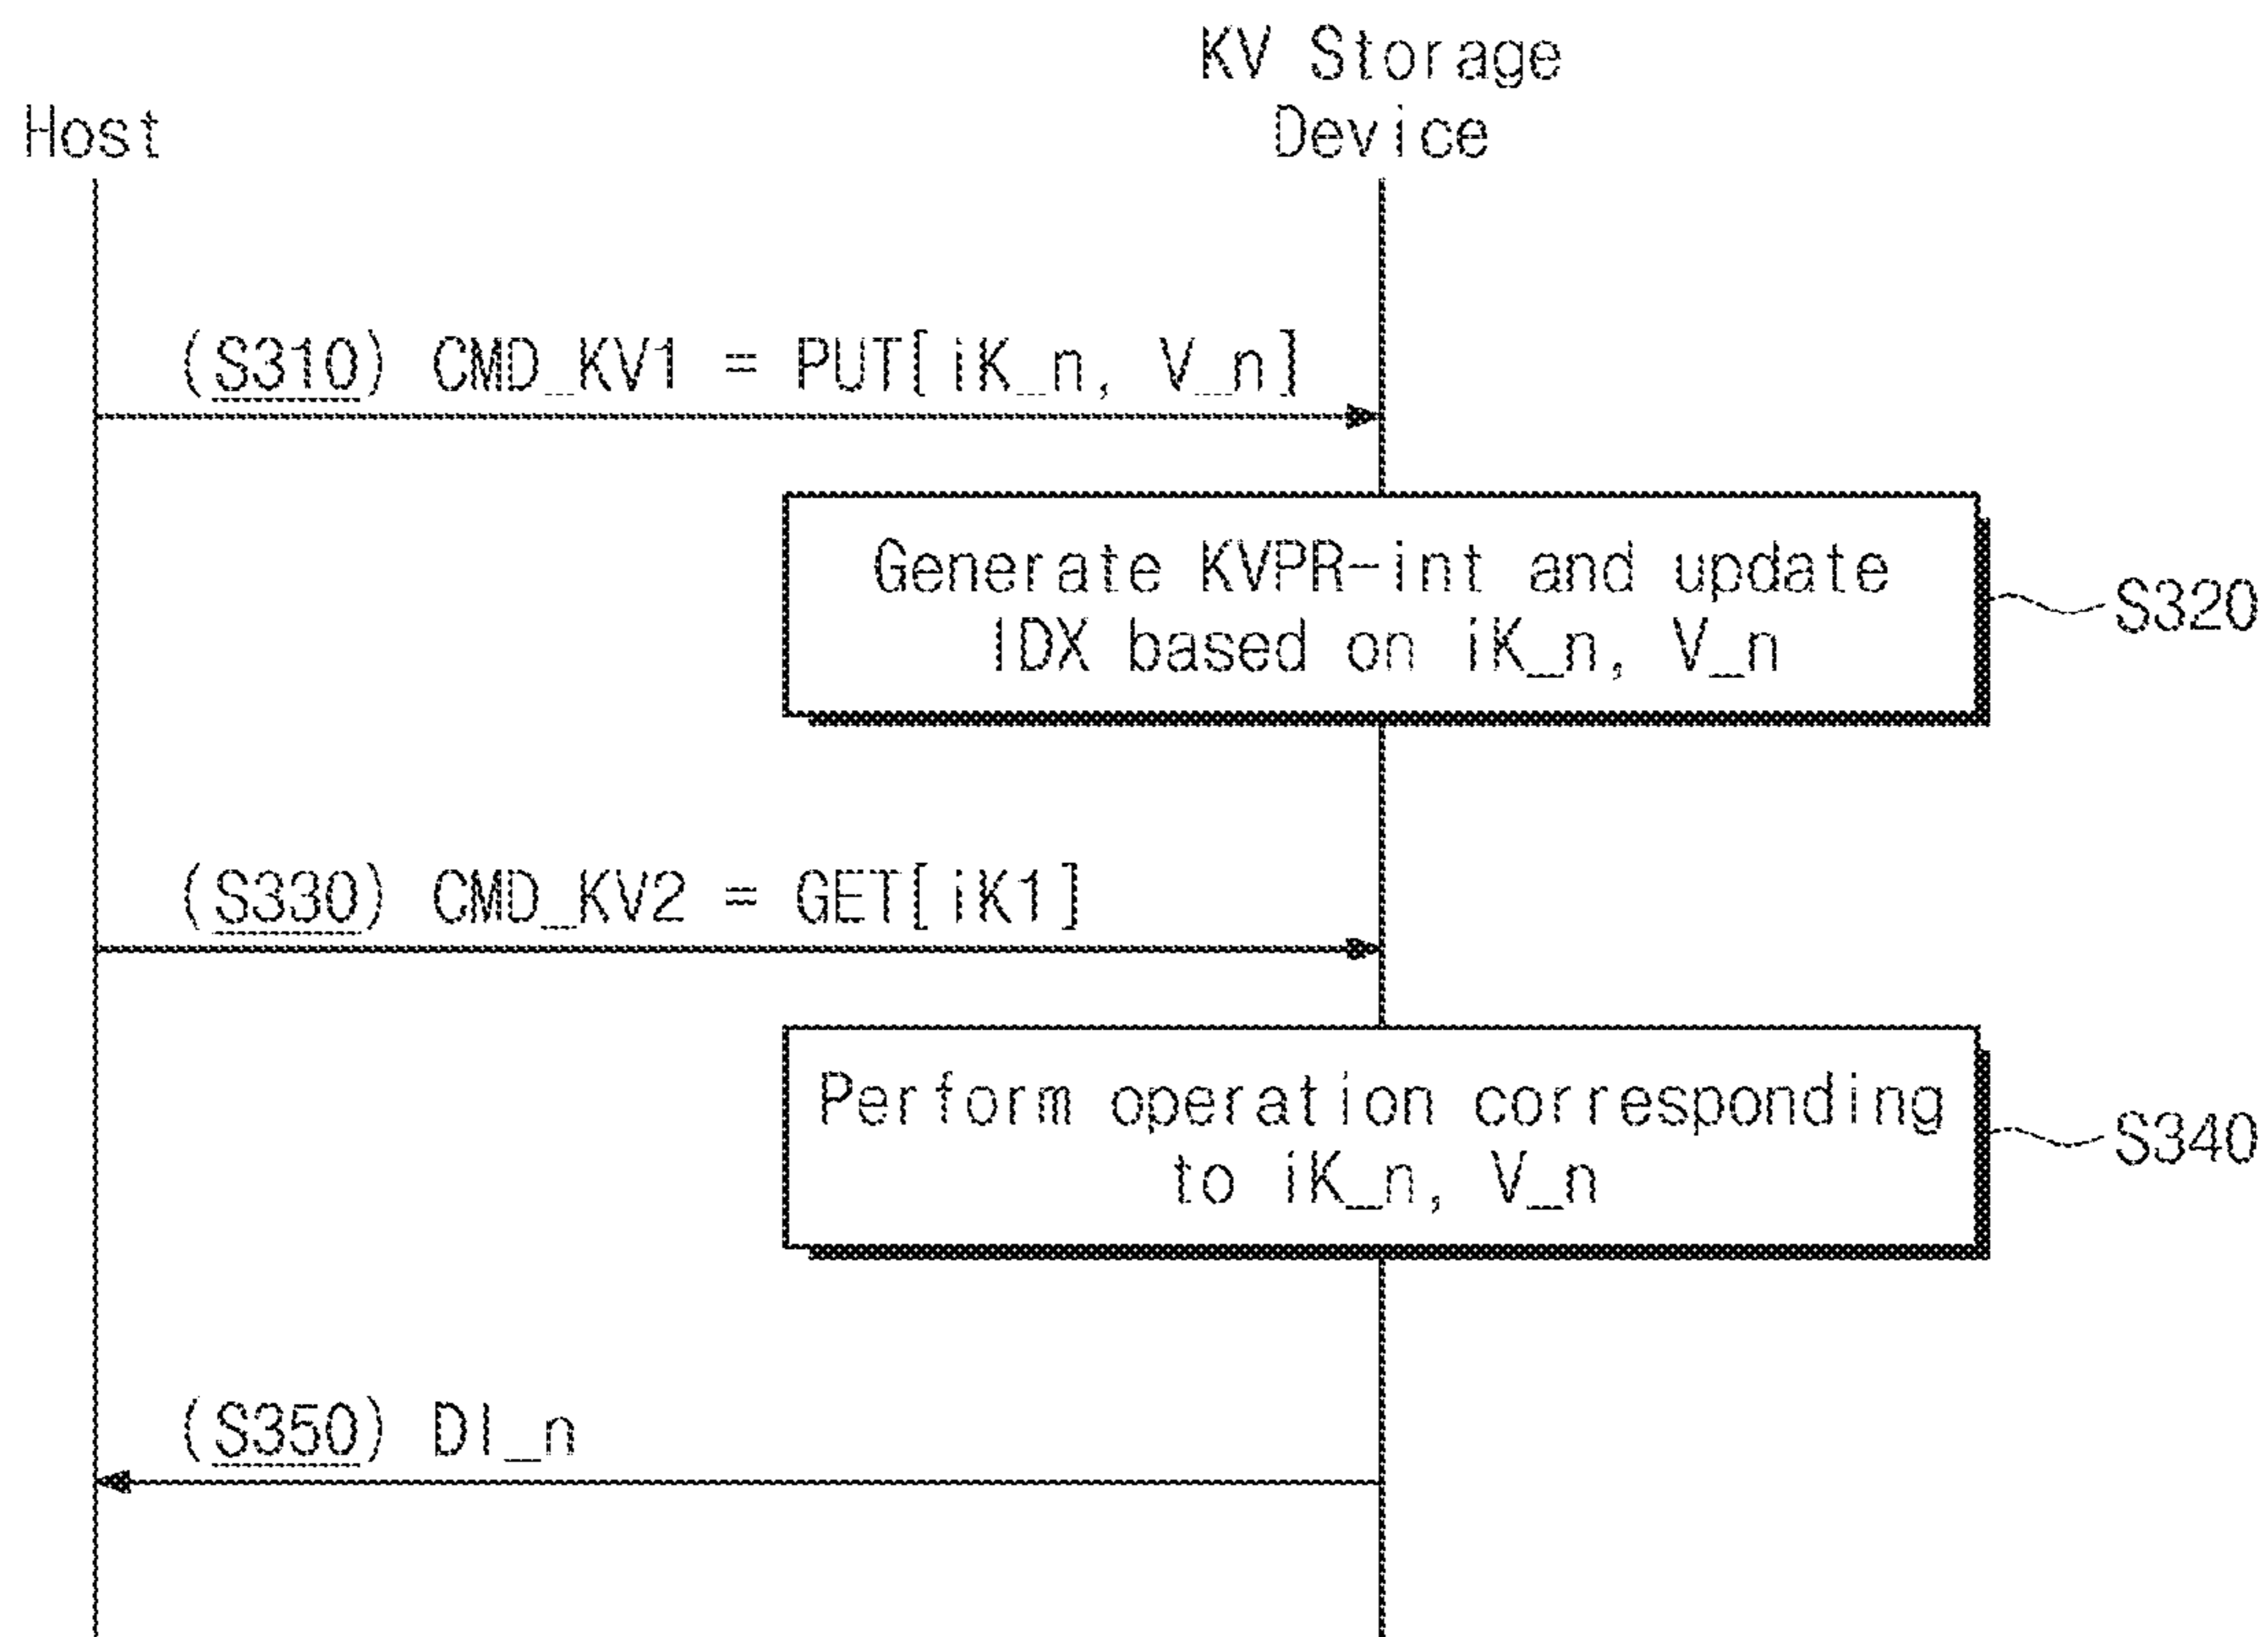 Host
KV Storage
Device
(S310) CMD_KV1 = PUT[iK_n, V_n]
Generate KVPR-int and update
IDX based on iK_n, V_n
S320
(S330) CMD_KV2 = GET[iK1]
Perform operation corresponding
to iK_n, V_n
S340
(S350) DI_n